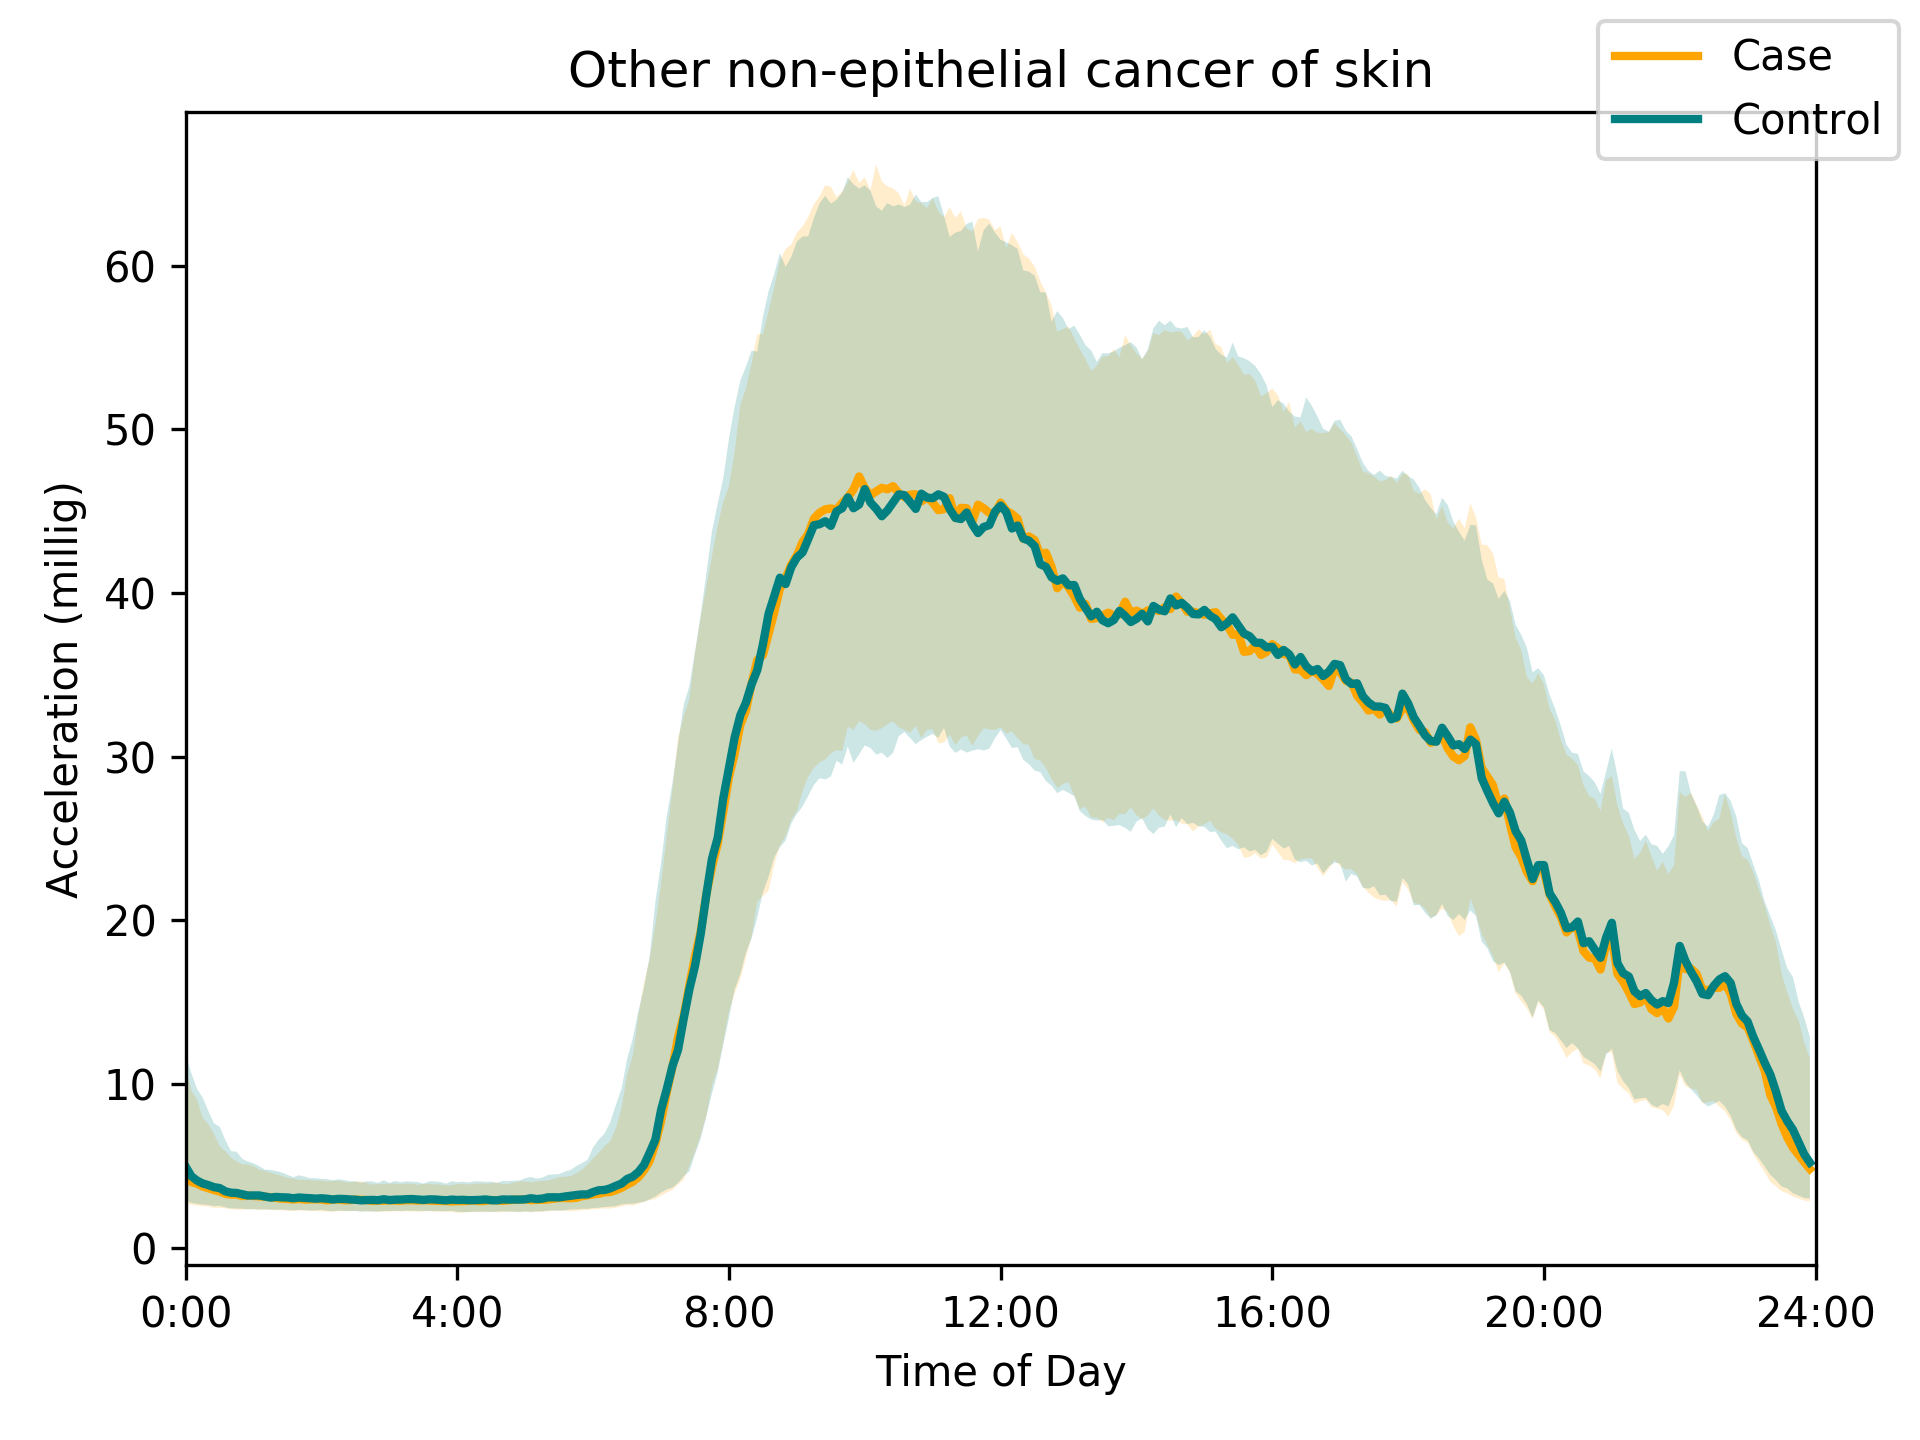 Other non-epithelial cancer of skin
Case
Control
Acceleration (millig)
60
50
40
30
20
10
0
0:00 4:00 8:00 12:00 16:00 20:00 24:00
Time of Day